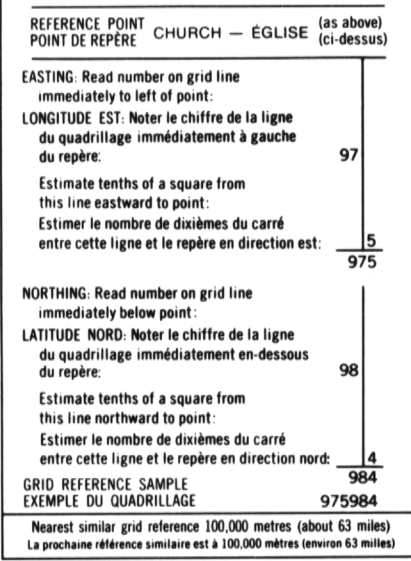 REFERENCE POINT CHURCH — ÉGLISE (as above)
POINT DE REPÈRE (ci-dessus)
EASTING: Read number on grid line
immediately to left of point:
LONGITUDE EST: Noter le chiffre de la ligne
du quadrillage immédiatement à gauche
du repère: 97
Estimate tenths of a square from
this line eastward to point:
Estimer le nombre de dixièmes du carré
entre cette ligne et le repère en direction est: 5
975
NORTHING: Read number on grid line
immediately below point:
LATITUDE NORD: Noter le chiffre de la ligne
du quadrillage immédiatement en-dessous
du repère: 98
Estimate tenths of a square from
this line northward to point:
Estimer le nombre de dixièmes du carré
entre cette ligne et le repère en direction nord: 4
984
GRID REFERENCE SAMPLE
EXEMPLE DU QUADRILLAGE 975984
Nearest similar grid reference 100,000 metres (about 63 miles)
La prochaine référence similaire est à 100,000 mètres (environ 63 milles)